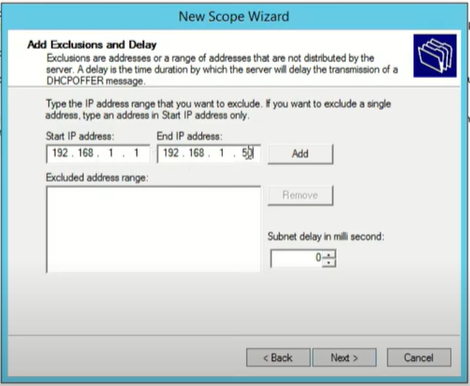 New Scope Wizard
Add Exclusions and Delay
Exclusions are addresses or a range of addresses that are not distributed by the
server. A delay is the time duration by which the server will delay the transmission of a
DHCPOFFER message.
Type the IP address range that you want to exclude. If you want to exclude a single
address, type an address in Start IP address only.
Start IP address:
End IP address:
192 . 168 . 1 . 1
192 . 168 . 1 . 50
Add
Excluded address range:
Remove
Subnet delay in milli second:
0
< Back
Next >
Cancel